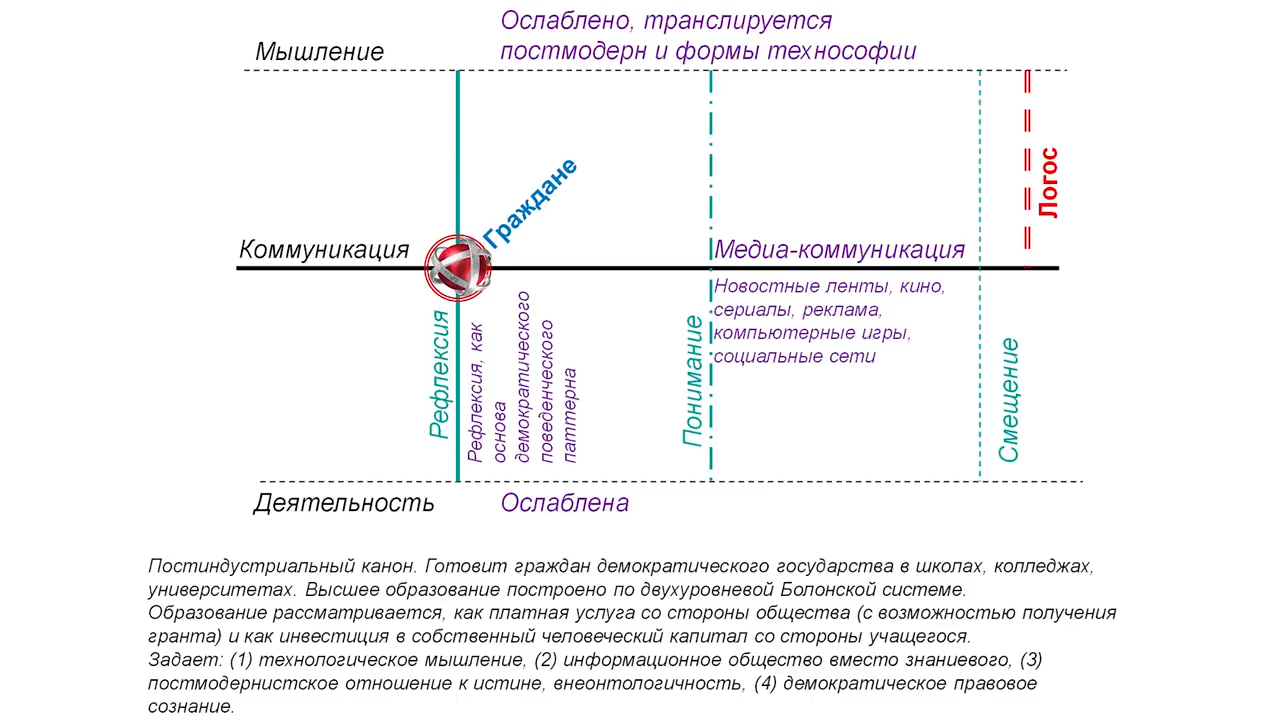 Ослаблено, транслируется
постмодерн и формы технософии
Мышление
Логос
Граждане
Коммуникация
Медиа-коммуникация
Новостные ленты, кино,
сериалы, реклама,
компьютерные игры,
социальные сети
Рефлексия
Рефлексия, как
основа
демократического
поведенческого
паттерна
Понимание
Смещение
Деятельность
Ослаблена
Постиндустриальный канон. Готовит граждан демократического государства в школах, колледжах,
университетах. Высшее образование построено по двухуровневой Болонской системе.
Образование рассматривается, как платная услуга со стороны общества (с возможностью получения
гранта) и как инвестиция в собственный человеческий капитал со стороны учащегося.
Задает: (1) технологическое мышление, (2) информационное общество вместо знаниевого, (3)
постмодернистское отношение к истине, внеонтологичность, (4) демократическое правовое
сознание.